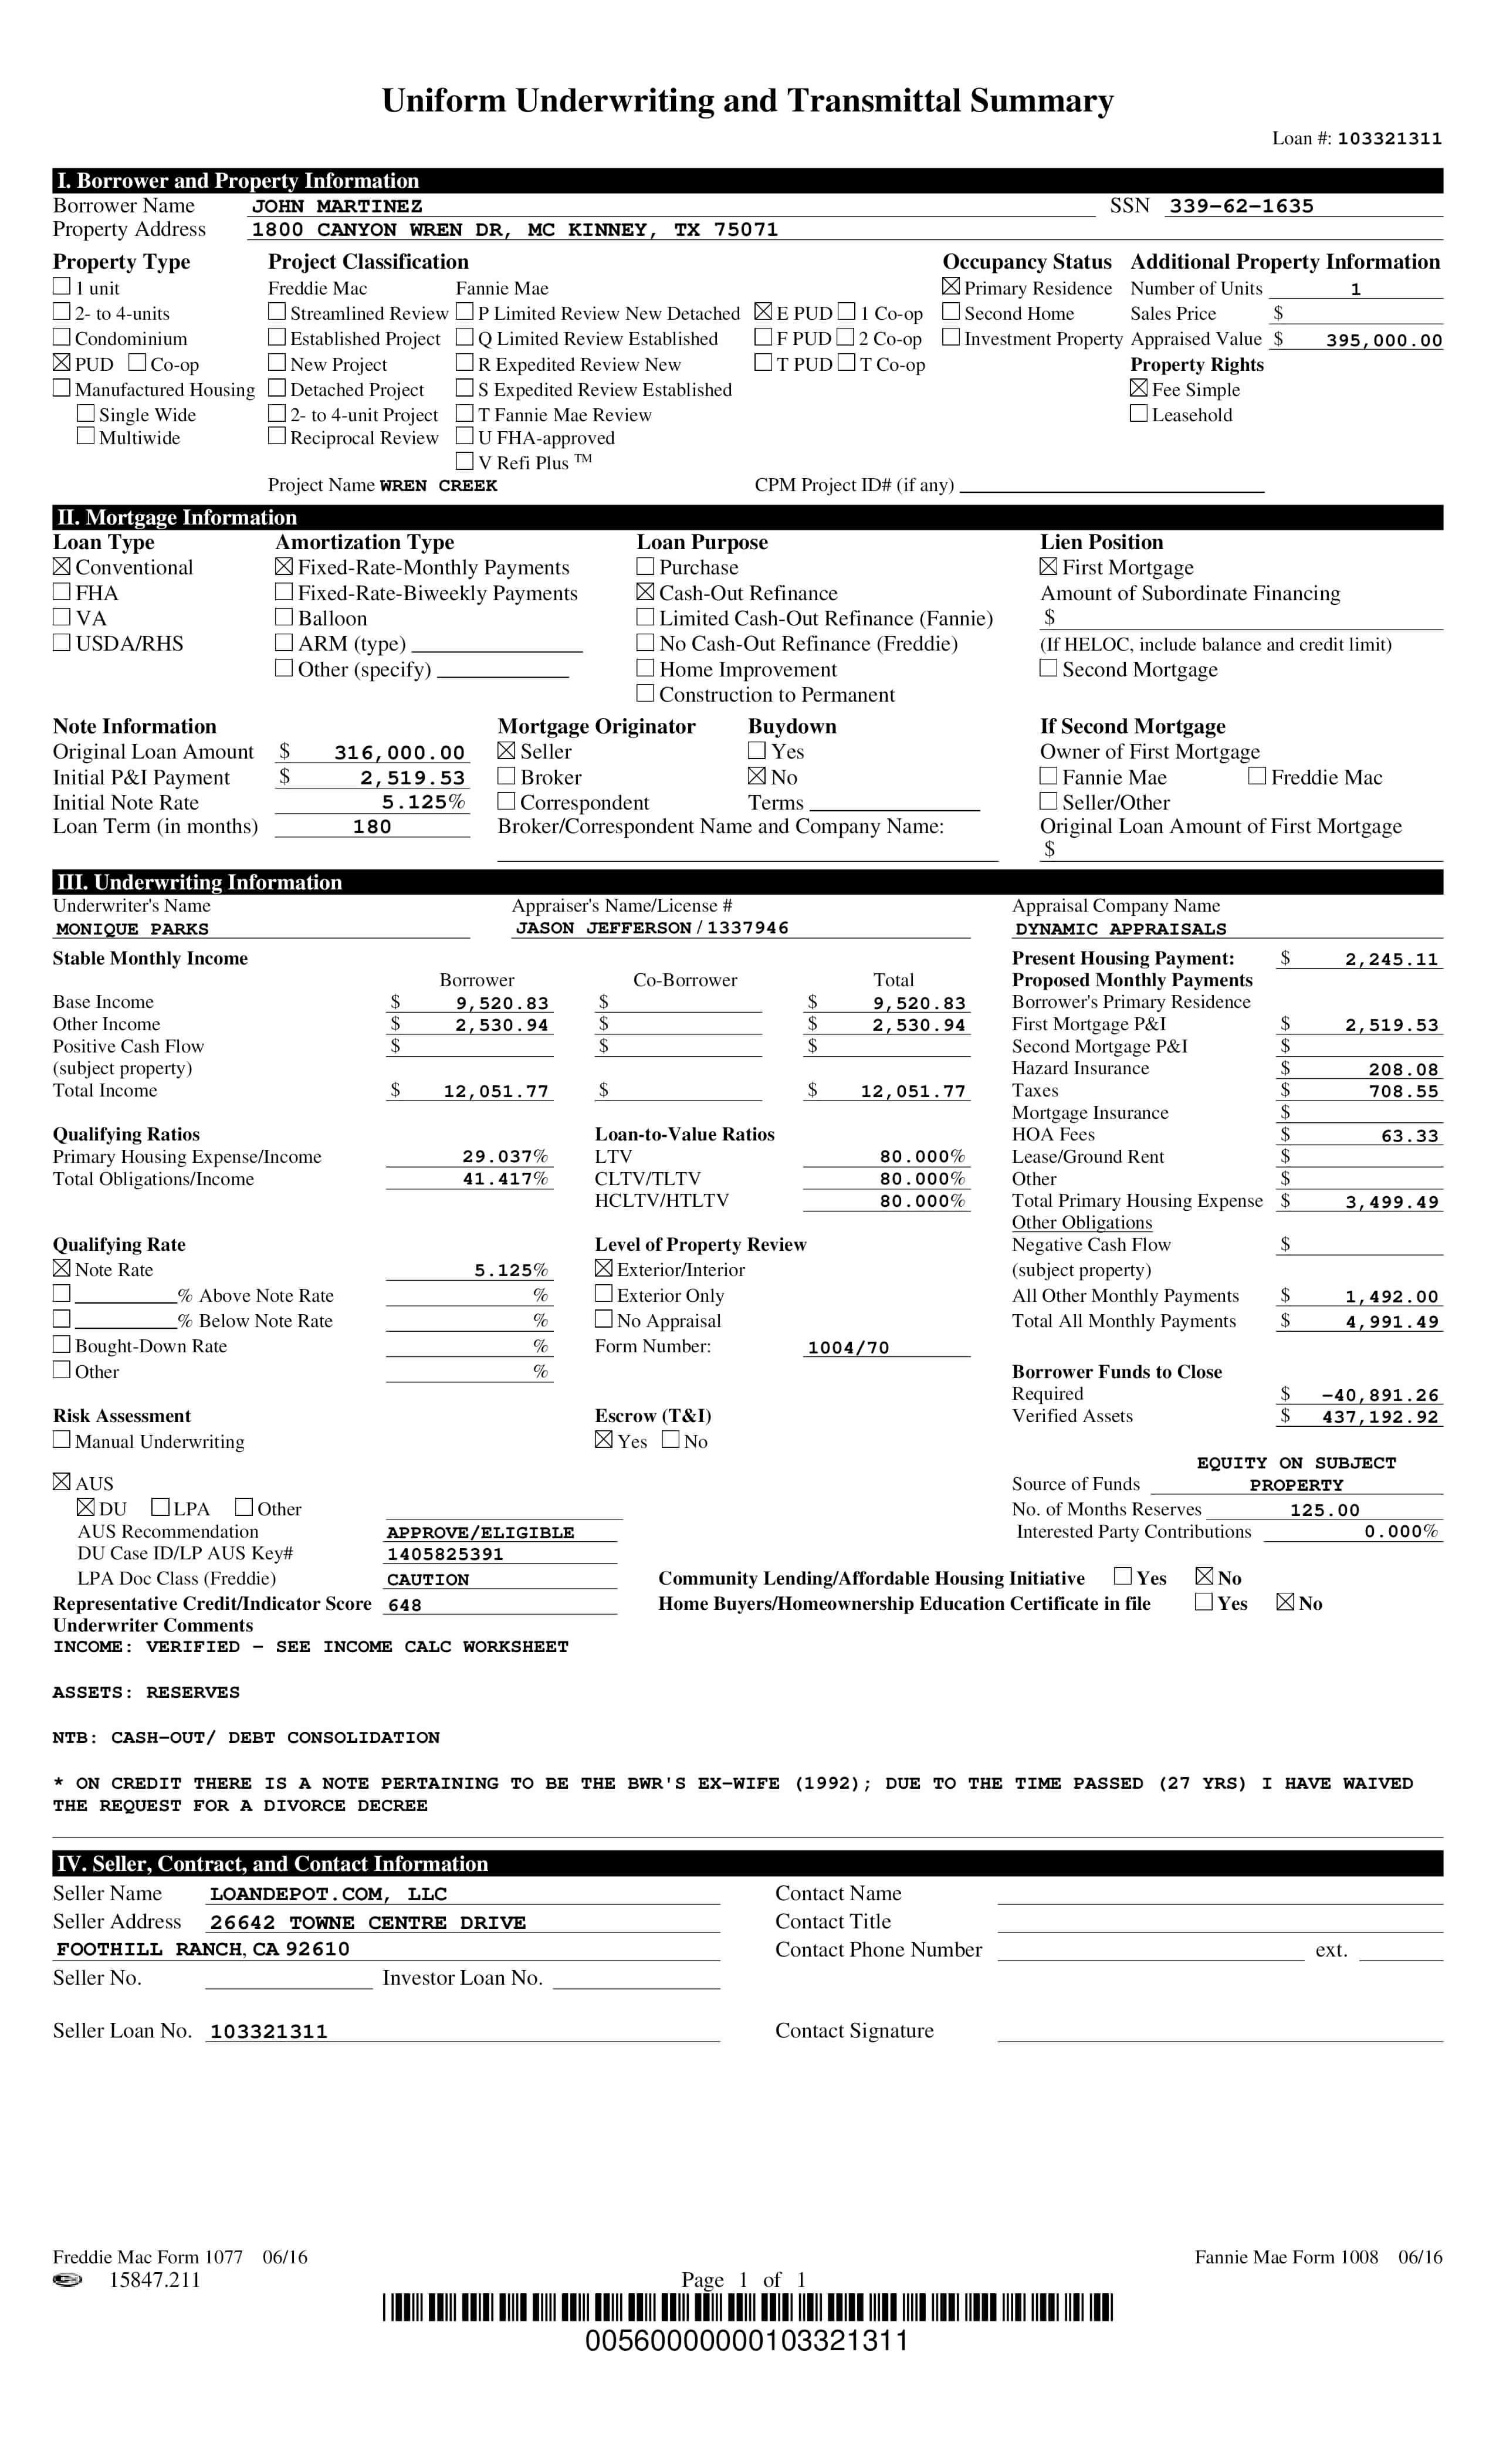 Uniform Underwriting and Transmittal Summary
Loan #: 103321311
I. Borrower and Property Information
Borrower Name JOHN MARTINEZ SSN 339-62-1635
Property Address 1800 CANYON WREN DR, MC KINNEY, TX 75071
Property Type Project Classification Occupancy Status Additional Property Information
☐ 1 unit Freddie Mac Fannie Mae ☒ Primary Residence Number of Units 1
☐ 2- to 4-units ☐ Streamlined Review ☐ P Limited Review New Detached ☒ E PUD ☐ 1 Co-op ☐ Second Home Sales Price $
☐ Condominium ☐ Established Project ☐ Q Limited Review Established ☐ F PUD ☐ 2 Co-op ☐ Investment Property Appraised Value $ 395,000.00
☒ PUD ☐ Co-op ☐ New Project ☐ R Expedited Review New ☐ T PUD ☐ T Co-op Property Rights
☐ Manufactured Housing ☐ Detached Project ☐ S Expedited Review Established ☒ Fee Simple
☐ Single Wide ☐ 2- to 4-unit Project ☐ T Fannie Mae Review ☐ Leasehold
☐ Multiwide ☐ Reciprocal Review ☐ U FHA-approved
☐ V Refi Plus TM
Project Name WREN CREEK CPM Project ID# (if any)
II. Mortgage Information
Loan Type Amortization Type Loan Purpose Lien Position
☒ Conventional ☒ Fixed-Rate-Monthly Payments ☐ Purchase ☒ First Mortgage
☐ FHA ☐ Fixed-Rate-Biweekly Payments ☒ Cash-Out Refinance Amount of Subordinate Financing
☐ VA ☐ Balloon ☐ Limited Cash-Out Refinance (Fannie) $
☐ USDA/RHS ☐ ARM (type) ☐ No Cash-Out Refinance (Freddie) (If HELOC, include balance and credit limit)
☐ Other (specify) ☐ Home Improvement ☐ Second Mortgage
☐ Construction to Permanent
Note Information Mortgage Originator Buydown If Second Mortgage
Original Loan Amount $ 316,000.00 ☒ Seller ☐ Yes Owner of First Mortgage
Initial P&I Payment $ 2,519.53 ☐ Broker ☒ No ☐ Fannie Mae ☐ Freddie Mac
Initial Note Rate 5.125% ☐ Correspondent Terms ☐ Seller/Other
Loan Term (in months) 180 Broker/Correspondent Name and Company Name: Original Loan Amount of First Mortgage
$
III. Underwriting Information
Underwriter's Name Appraiser's Name/License # Appraisal Company Name
MONIQUE PARKS JASON JEFFERSON / 1337946 DYNAMIC APPRAISALS
Stable Monthly Income Present Housing Payment: $ 2,245.11
Borrower Co-Borrower Total Proposed Monthly Payments
Base Income $ 9,520.83 $ $ 9,520.83 Borrower's Primary Residence
Other Income $ 2,530.94 $ $ 2,530.94 First Mortgage P&I $ 2,519.53
Positive Cash Flow $ $ $ Second Mortgage P&I $
(subject property) Hazard Insurance $ 208.08
Total Income $ 12,051.77 $ $ 12,051.77 Taxes $ 708.55
Mortgage Insurance $
Qualifying Ratios Loan-to-Value Ratios HOA Fees $ 63.33
Primary Housing Expense/Income 29.037% LTV 80.000% Lease/Ground Rent $
Total Obligations/Income 41.417% CLTV/TLTV 80.000% Other $
HCLTV/HTLTV 80.000% Total Primary Housing Expense $ 3,499.49
Other Obligations
Qualifying Rate Level of Property Review Negative Cash Flow $
☒ Note Rate 5.125% ☒ Exterior/Interior (subject property)
☐ % Above Note Rate % ☐ Exterior Only All Other Monthly Payments $ 1,492.00
☐ % Below Note Rate % ☐ No Appraisal Total All Monthly Payments $ 4,991.49
☐ Bought-Down Rate % Form Number: 1004/70
☐ Other % Borrower Funds to Close
Required $ -40,891.26
Risk Assessment Escrow (T&I) Verified Assets $ 437,192.92
☐ Manual Underwriting ☒ Yes ☐ No
EQUITY ON SUBJECT
☒ AUS Source of Funds PROPERTY
☒ DU ☐ LPA ☐ Other No. of Months Reserves 125.00
AUS Recommendation APPROVE/ELIGIBLE Interested Party Contributions 0.000%
DU Case ID/LP AUS Key# 1405825391
LPA Doc Class (Freddie) CAUTION Community Lending/Affordable Housing Initiative ☐ Yes ☒ No
Representative Credit/Indicator Score 648 Home Buyers/Homeownership Education Certificate in file ☐ Yes ☒ No
Underwriter Comments
INCOME: VERIFIED - SEE INCOME CALC WORKSHEET
ASSETS: RESERVES
NTB: CASH-OUT/ DEBT CONSOLIDATION
* ON CREDIT THERE IS A NOTE PERTAINING TO BE THE BWR'S EX-WIFE (1992); DUE TO THE TIME PASSED (27 YRS) I HAVE WAIVED
THE REQUEST FOR A DIVORCE DECREE
IV. Seller, Contract, and Contact Information
Seller Name LOANDEPOT.COM, LLC Contact Name
Seller Address 26642 TOWNE CENTRE DRIVE Contact Title
FOOTHILL RANCH, CA 92610 Contact Phone Number ext.
Seller No. Investor Loan No.
Seller Loan No. 103321311 Contact Signature
Freddie Mac Form 1077 06/16 Fannie Mae Form 1008 06/16
15847.211 Page 1 of 1
00560000000103321311